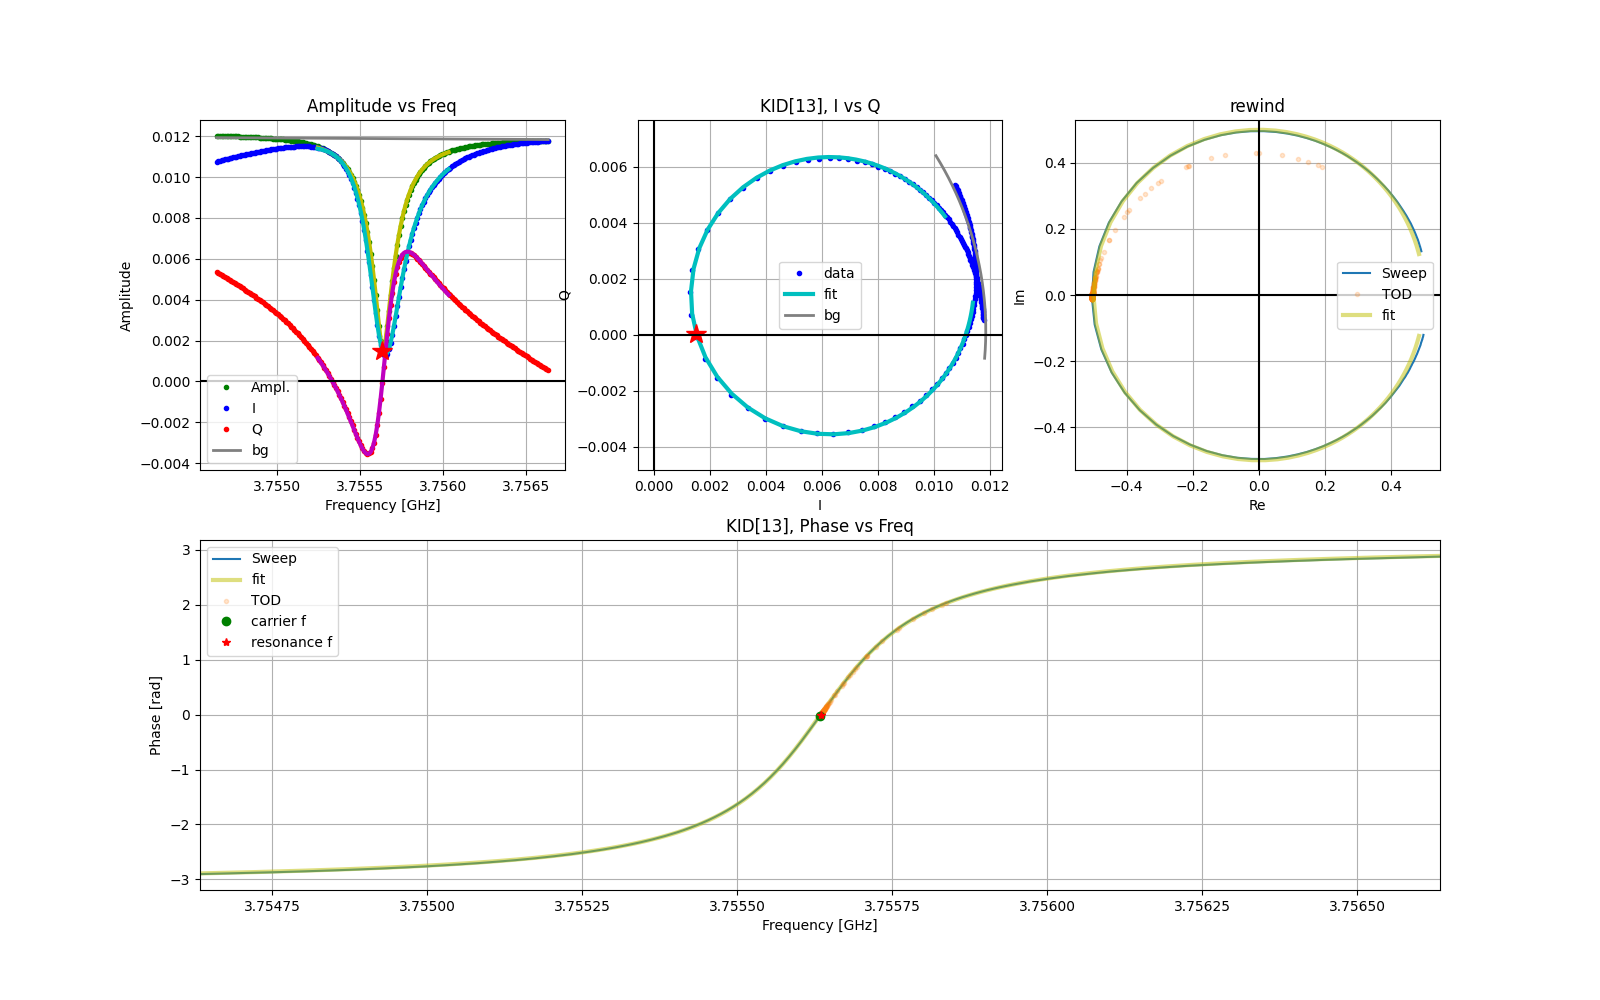 Amplitude vs Freq
0.012
0.010
0.008
0.006
0.004
0.002
0.000
−0.002
−0.004
Amplitude
Ampl.
I
Q
bg
3.7550
3.7555
3.7560
3.7565
Frequency [GHz]
KID[13], I vs Q
0.006
0.004
0.002
0.000
−0.002
−0.004
Q
data
fit
bg
0.000
0.002
0.004
0.006
0.008
0.010
0.012
I
rewind
0.4
0.2
0.0
−0.2
−0.4
Im
Sweep
TOD
fit
−0.4
−0.2
0.0
0.2
0.4
Re
KID[13], Phase vs Freq
3
2
1
0
−1
−2
−3
Phase [rad]
Sweep
fit
TOD
carrier f
resonance f
3.75475
3.75500
3.75525
3.75550
3.75575
3.75600
3.75625
3.75650
Frequency [GHz]